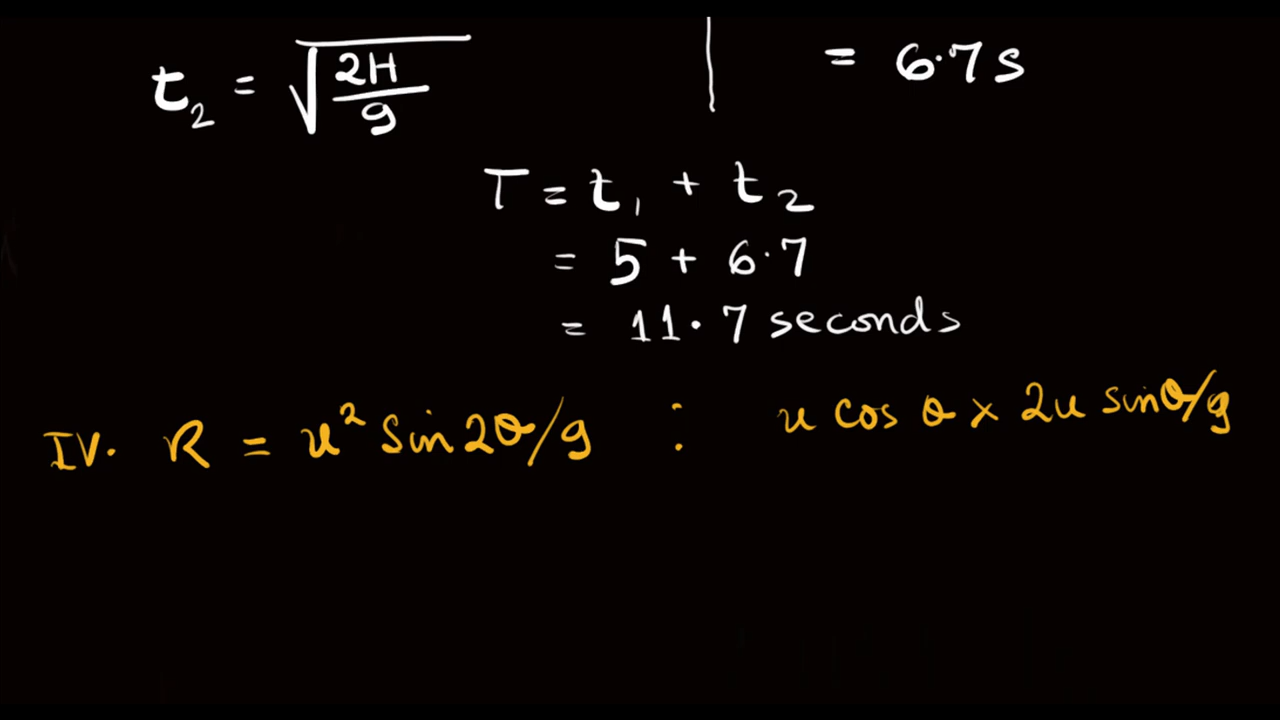 t₂ = √(2H/g) = 6.7s
T = t₁ + t₂
= 5 + 6.7
= 11.7 seconds
IV. R = u² sin2θ/g : u cos θ × 2u sinθ/g